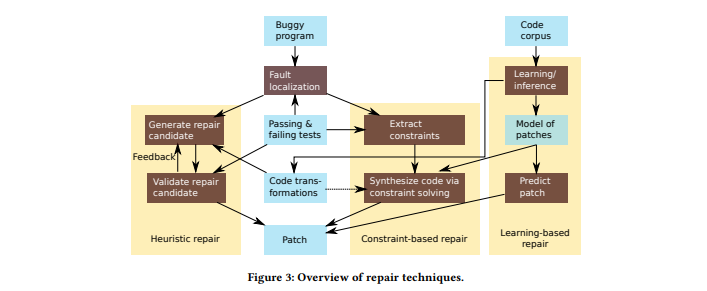 Buggy
program
Code
corpus
Fault
localization
Learning/
inference
Generate repair
candidate
Passing &
failing tests
Extract
constraints
Model of
patches
Feedback
Validate repair
candidate
Code trans-
formations
Synthesize code via
constraint solving
Predict
patch
Heuristic repair
Patch
Constraint-based repair
Learning-based
repair
Figure 3: Overview of repair techniques.